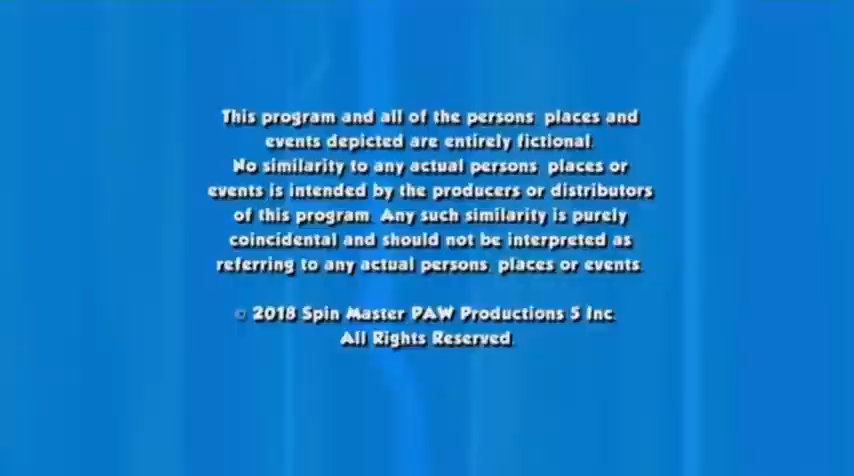 This program and all of the persons, places and
events depicted are entirely fictional.
No similarity to any actual persons, places or
events is intended by the producers or distributors
of this program. Any such similarity is purely
coincidental and should not be interpreted as
referring to any actual persons, places or events.
© 2018 Spin Master PAW Productions 5 Inc.
All Rights Reserved.